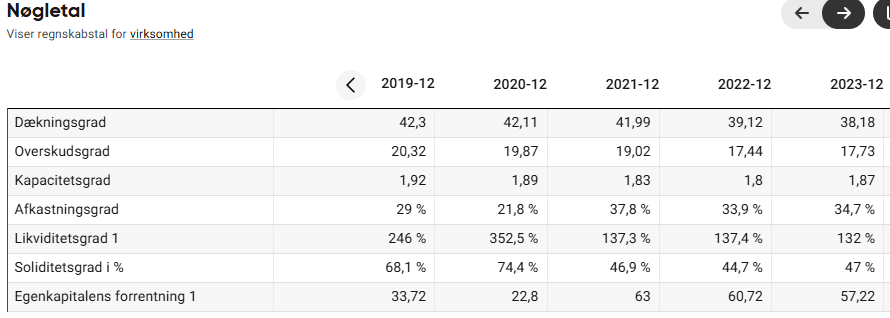 Nøgletal
Viser regnskabstal for virksomhed
2019-12 2020-12 2021-12 2022-12 2023-12
Dækningsgrad 42,3 42,11 41,99 39,12 38,18
Overskudsgrad 20,32 19,87 19,02 17,44 17,73
Kapacitetsgrad 1,92 1,89 1,83 1,8 1,87
Afkastningsgrad 29 % 21,8 % 37,8 % 33,9 % 34,7 %
Likviditetsgrad 1 246 % 352,5 % 137,3 % 137,4 % 132 %
Soliditetsgrad i % 68,1 % 74,4 % 46,9 % 44,7 % 47 %
Egenkapitalens forrentning 1 33,72 22,8 63 60,72 57,22